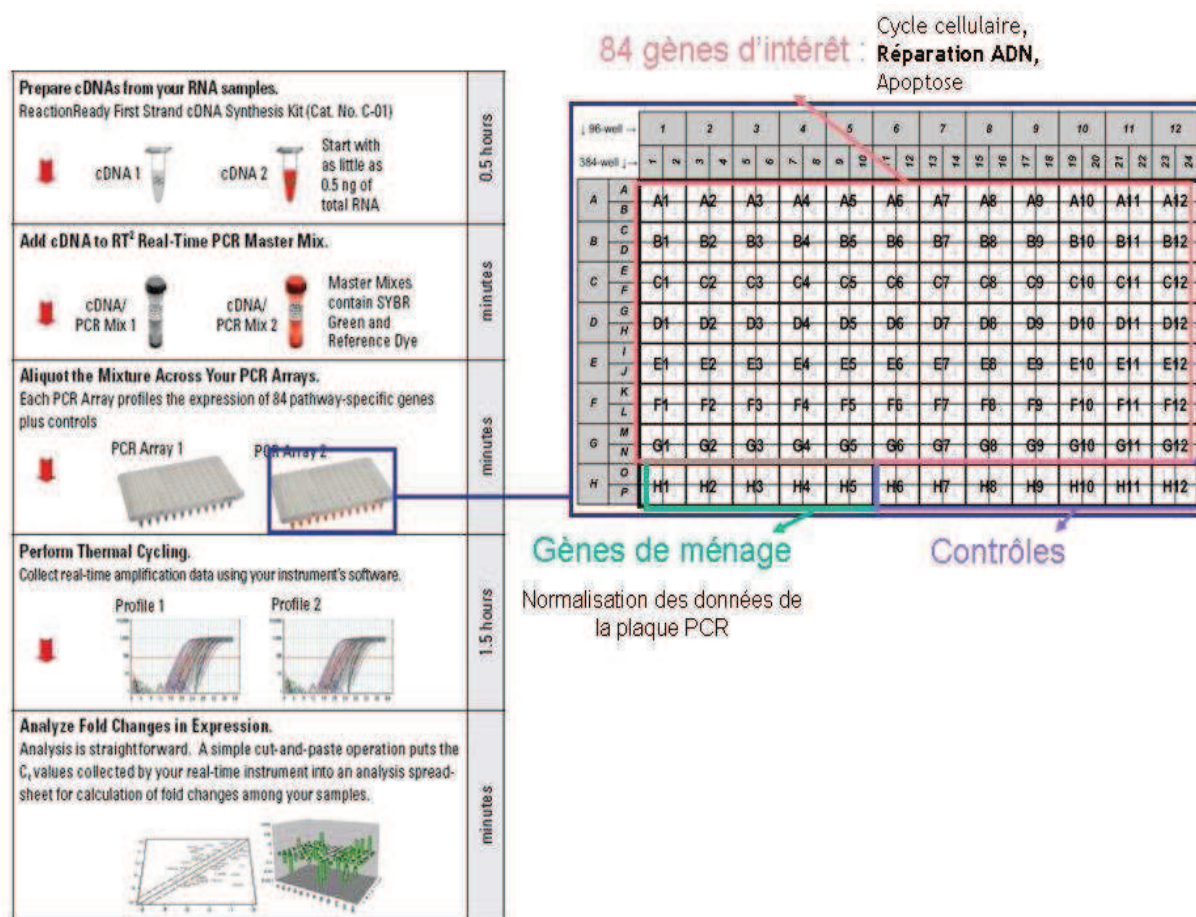 84 gènes d'intérêt :
Cycle cellulaire,
Réparation ADN,
Apoptose
Prepare cDNAs from your RNA samples.
ReactionReady First Strand cDNA Synthesis Kit (Cat. No. C-01)
cDNA 1
cDNA 2
Start with
as little as
0.5 ng of
total RNA
0.5 hours
Add cDNA to RT² Real-Time PCR Master Mix.
cDNA/
PCR Mix 1
cDNA/
PCR Mix 2
Master Mixes
contain SYBR
Green and
Reference Dye
minutes
Aliquot the Mixture Across Your PCR Arrays.
Each PCR Array profiles the expression of 84 pathway-specific genes
plus controls
PCR Array 1
PCR Array 2
minutes
Perform Thermal Cycling.
Collect real-time amplification data using your instrument's software.
Profile 1
Profile 2
1.5 hours
Analyze Fold Changes in Expression.
Analysis is straightforward. A simple cut-and-paste operation puts the
Cₜ values collected by your real-time instrument into an analysis spread-
sheet for calculation of fold changes among your samples.
minutes
↓ 96-well → 1 2 3 4 5 6 7 8 9 10 11 12
384-well ↓→ 1 2 3 4 5 6 7 8 9 10 11 12 13 14 15 16 17 18 19 20 21 22 23 24
A A B A1 A2 A3 A4 A5 A6 A7 A8 A9 A10 A11 A12
B C D B1 B2 B3 B4 B5 B6 B7 B8 B9 B10 B11 B12
C E F C1 C2 C3 C4 C5 C6 C7 C8 C9 C10 C11 C12
D G H D1 D2 D3 D4 D5 D6 D7 D8 D9 D10 D11 D12
E I J E1 E2 E3 E4 E5 E6 E7 E8 E9 E10 E11 E12
F K L F1 F2 F3 F4 F5 F6 F7 F8 F9 F10 F11 F12
G M N G1 G2 G3 G4 G5 G6 G7 G8 G9 G10 G11 G12
H O P H1 H2 H3 H4 H5 H6 H7 H8 H9 H10 H11 H12
Gènes de ménage
Contrôles
Normalisation des données de
la plaque PCR